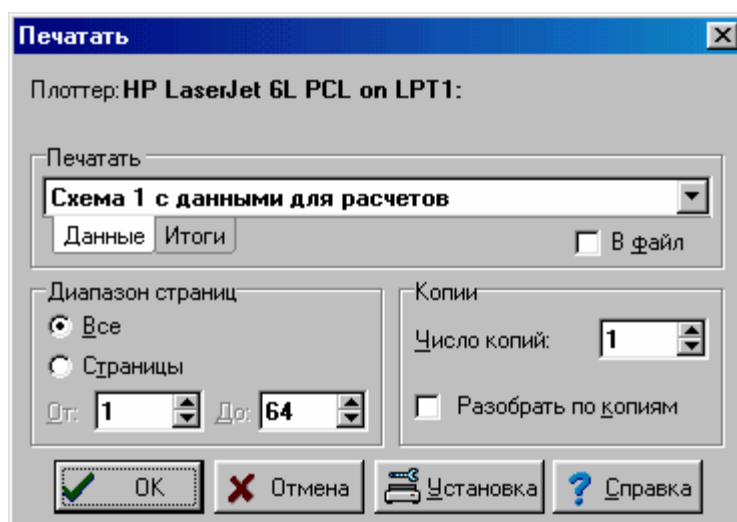 Печатать
Плоттер: HP LaserJet 6L PCL on LPT1:
Печатать
Схема 1 с данными для расчетов
Данные Итоги
В файл
Диапазон страниц
Все
Страницы
От: 1 До: 64
Копии
Число копий: 1
Разобрать по копиям
OK Отмена Установка Справка